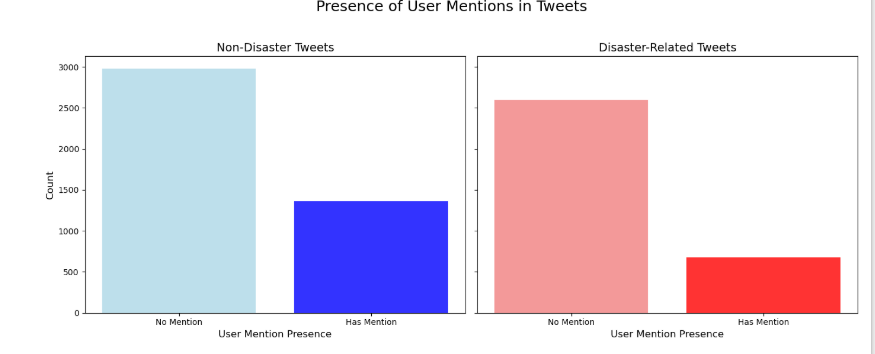 Presence of User Mentions in Tweets
Non-Disaster Tweets
Disaster-Related Tweets
3000
2500
2000
1500
1000
500
0
Count
No Mention
Has Mention
User Mention Presence
No Mention
Has Mention
User Mention Presence